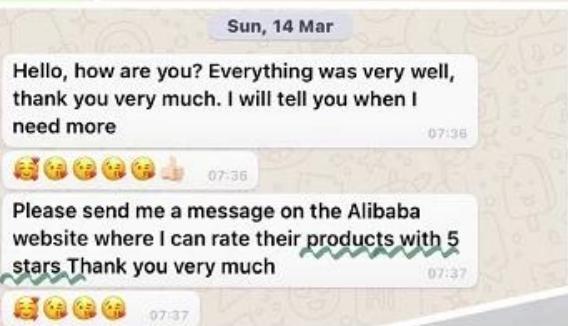 Sun, 14 Mar
Hello, how are you? Everything was very well,
thank you very much. I will tell you when I
need more
07:36
🥰😘😘😘😘👍🏻 07:36
Please send me a message on the Alibaba
website where I can rate their products with 5
stars Thank you very much
07:37
🥰😘😘😘 07:37